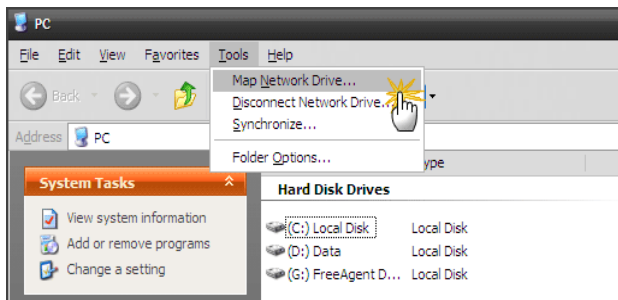 PC
File Edit View Favorites Tools Help
Map Network Drive...
Back
Disconnect Network Drive...
Synchronize...
Address PC
Folder Options...
System Tasks
Hard Disk Drives
View system information
(C:) Local Disk Local Disk
Add or remove programs
(D:) Data Local Disk
Change a setting
(G:) FreeAgent D... Local Disk